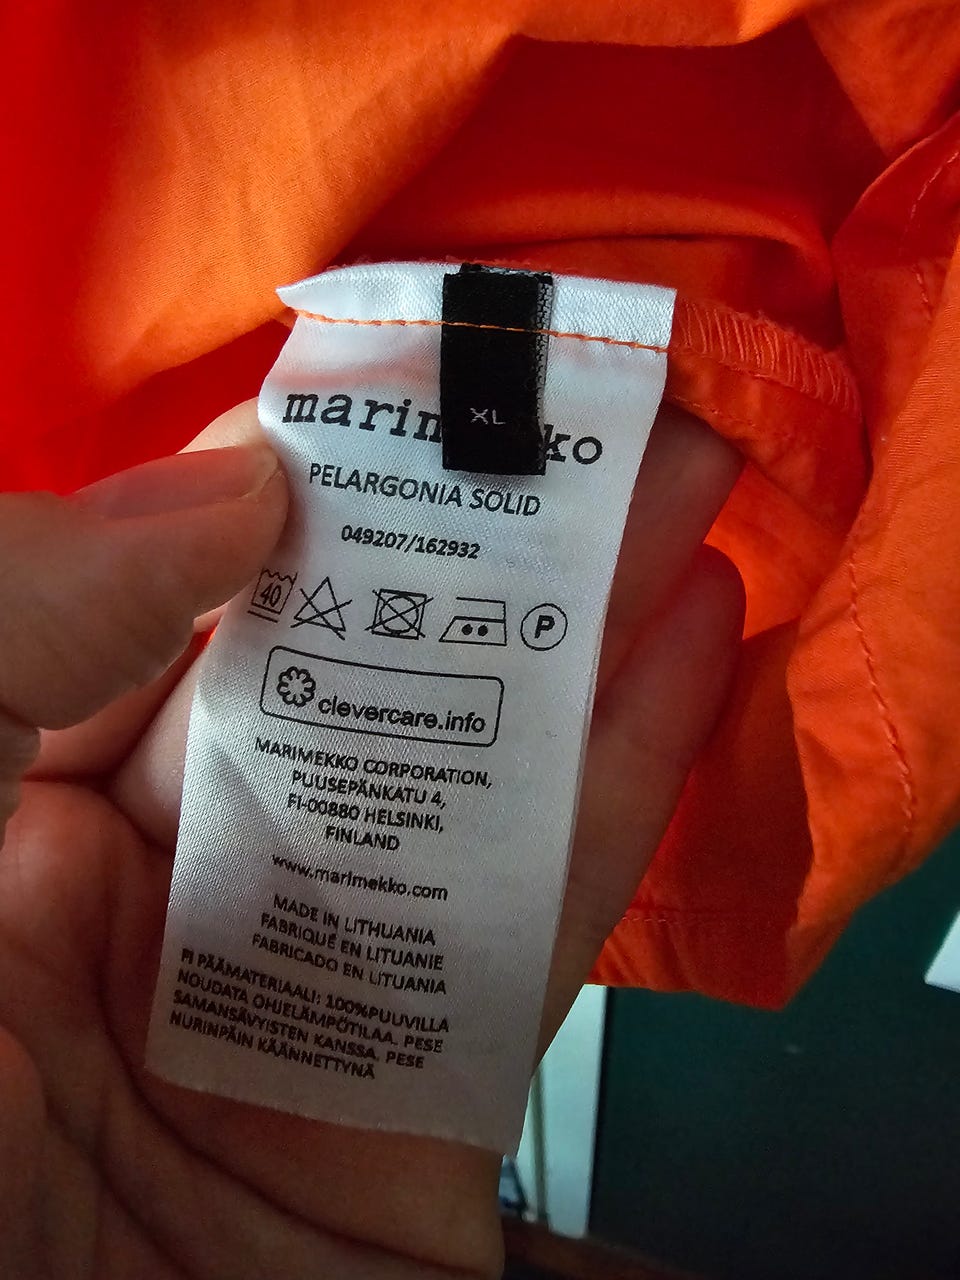 XL
marim ko
PELARGONIA SOLID
049207/162932
40
P
clevercare.info
MARIMEKKO CORPORATION,
PUUSEPÄNKATU 4,
FI-00880 HELSINKI,
FINLAND
www.marimekko.com
MADE IN LITHUANIA
FABRIQUÉ EN LITUANIE
FABRICADO EN LITUANIA
FI PÄÄMATERIAALI: 100%PUUVILLA
NOUDATA OHJELÄMPÖTILAA. PESE
SAMANSÄVYISTEN KANSSA. PESE
NURINPÄIN KÄÄNNETTYNÄ